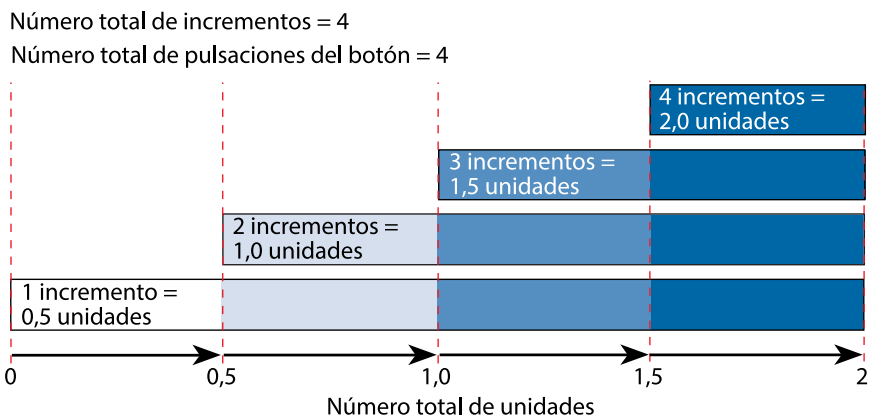 Número total de incrementos = 4
Número total de pulsaciones del botón = 4
4 incrementos =
2,0 unidades
3 incrementos =
1,5 unidades
2 incrementos =
1,0 unidades
1 incremento =
0,5 unidades
0 0,5 1,0 1,5 2
Número total de unidades